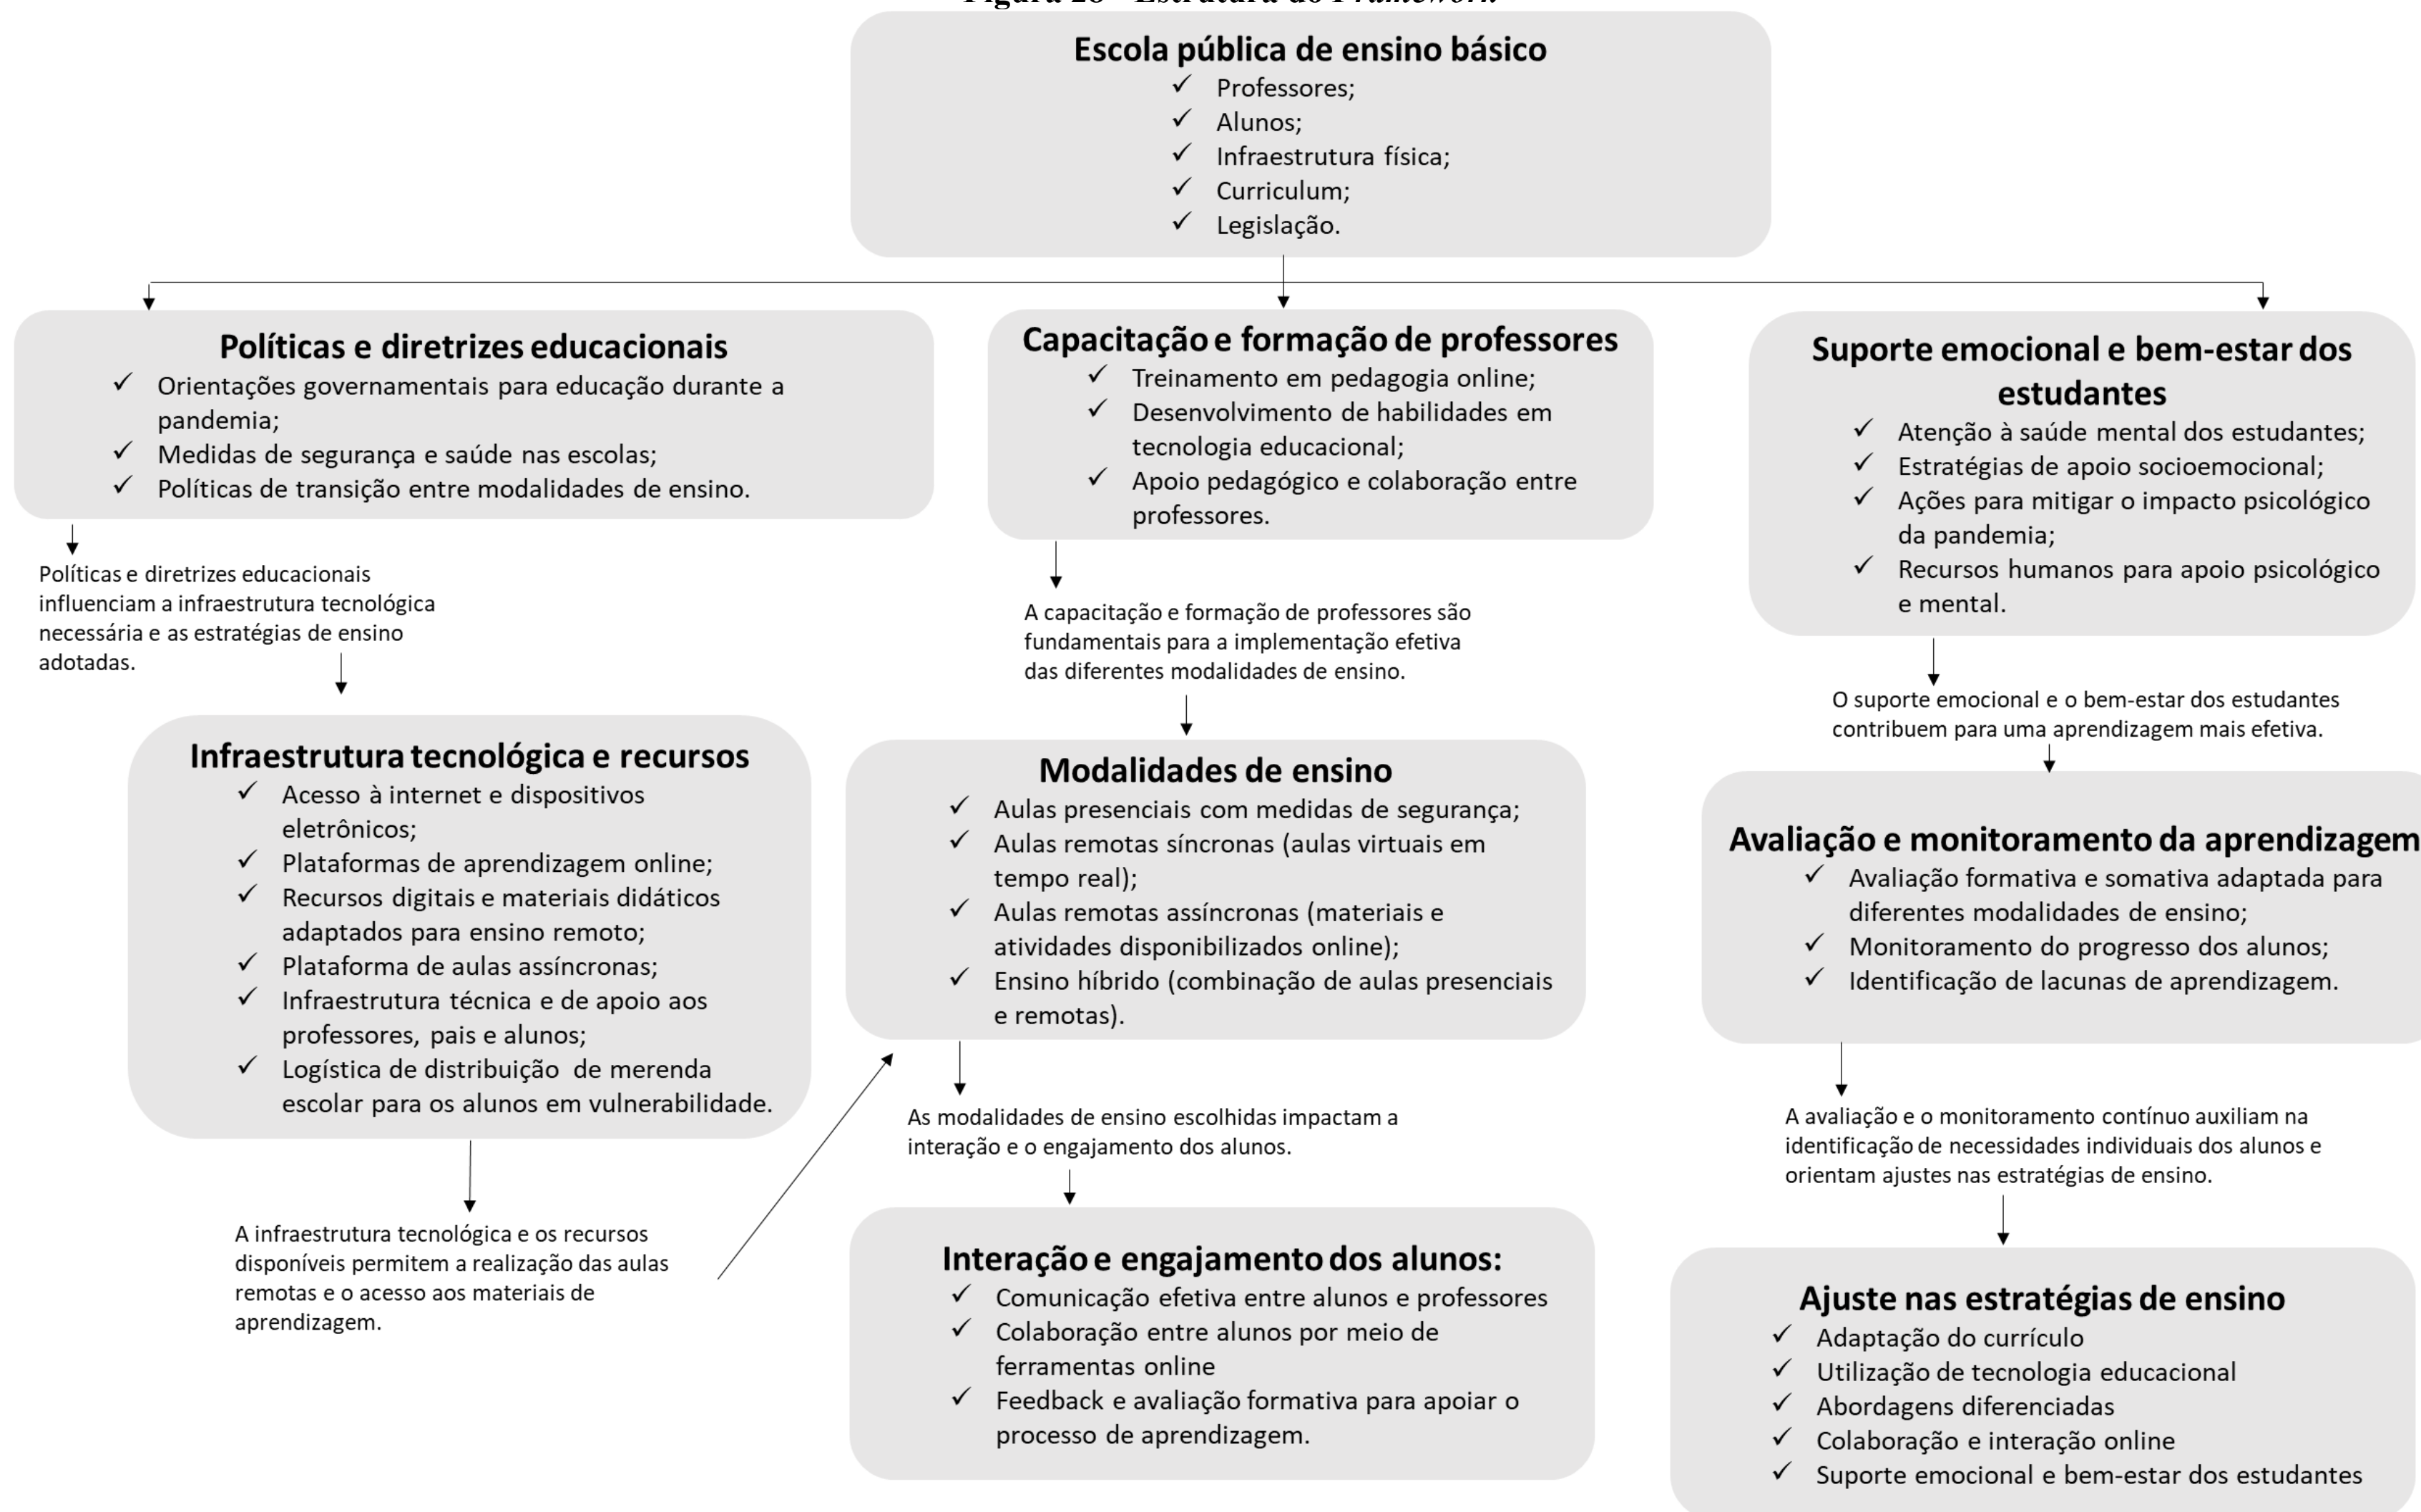 Figura 28 - Estrutura do Framework
Escola pública de ensino básico
✓ Professores;
✓ Alunos;
✓ Infraestrutura física;
✓ Curriculum;
✓ Legislação.
Políticas e diretrizes educacionais
✓ Orientações governamentais para educação durante a
pandemia;
✓ Medidas de segurança e saúde nas escolas;
✓ Políticas de transição entre modalidades de ensino.
Políticas e diretrizes educacionais
influenciam a infraestrutura tecnológica
necessária e as estratégias de ensino
adotadas.
Infraestrutura tecnológica e recursos
✓ Acesso à internet e dispositivos
eletrônicos;
✓ Plataformas de aprendizagem online;
✓ Recursos digitais e materiais didáticos
adaptados para ensino remoto;
✓ Plataforma de aulas assíncronas;
✓ Infraestrutura técnica e de apoio aos
professores, pais e alunos;
✓ Logística de distribuição de merenda
escolar para os alunos em vulnerabilidade.
A infraestrutura tecnológica e os recursos
disponíveis permitem a realização das aulas
remotas e o acesso aos materiais de
aprendizagem.
Capacitação e formação de professores
✓ Treinamento em pedagogia online;
✓ Desenvolvimento de habilidades em
tecnologia educacional;
✓ Apoio pedagógico e colaboração entre
professores.
A capacitação e formação de professores são
fundamentais para a implementação efetiva
das diferentes modalidades de ensino.
Modalidades de ensino
✓ Aulas presenciais com medidas de segurança;
✓ Aulas remotas síncronas (aulas virtuais em
tempo real);
✓ Aulas remotas assíncronas (materiais e
atividades disponibilizados online);
✓ Ensino híbrido (combinação de aulas presenciais
e remotas).
As modalidades de ensino escolhidas impactam a
interação e o engajamento dos alunos.
Interação e engajamento dos alunos:
✓ Comunicação efetiva entre alunos e professores
✓ Colaboração entre alunos por meio de
ferramentas online
✓ Feedback e avaliação formativa para apoiar o
processo de aprendizagem.
Suporte emocional e bem-estar dos
estudantes
✓ Atenção à saúde mental dos estudantes;
✓ Estratégias de apoio socioemocional;
✓ Ações para mitigar o impacto psicológico
da pandemia;
✓ Recursos humanos para apoio psicológico
e mental.
O suporte emocional e o bem-estar dos estudantes
contribuem para uma aprendizagem mais efetiva.
Avaliação e monitoramento da aprendizagem
✓ Avaliação formativa e somativa adaptada para
diferentes modalidades de ensino;
✓ Monitoramento do progresso dos alunos;
✓ Identificação de lacunas de aprendizagem.
A avaliação e o monitoramento contínuo auxiliam na
identificação de necessidades individuais dos alunos e
orientam ajustes nas estratégias de ensino.
Ajuste nas estratégias de ensino
✓ Adaptação do currículo
✓ Utilização de tecnologia educacional
✓ Abordagens diferenciadas
✓ Colaboração e interação online
✓ Suporte emocional e bem-estar dos estudantes